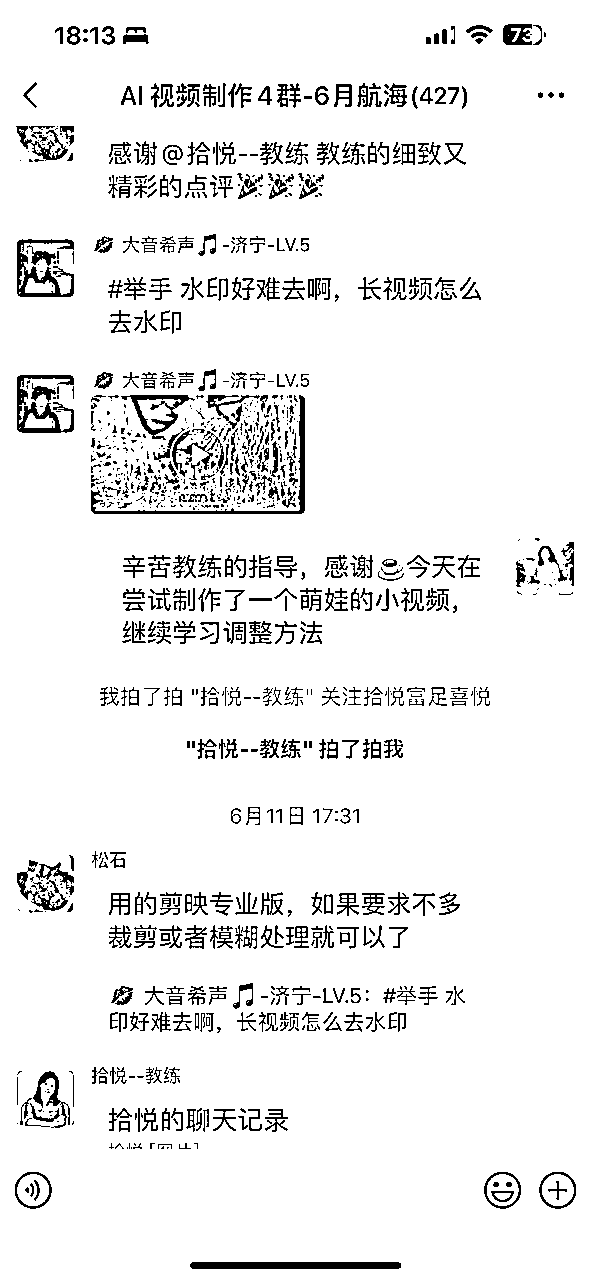 18:13
73
AI 视频制作4群-6月航海(427)
感谢@拾悦--教练 教练的细致又
精彩的点评🎉🎉🎉
💋 大音希声🎵-济宁-LV.5
#举手 水印好难去啊，长视频怎么
去水印
💋 大音希声🎵-济宁-LV.5
辛苦教练的指导，感谢☕今天在
尝试制作了一个萌娃的小视频，
继续学习调整方法
我拍了拍 "拾悦--教练" 关注拾悦富足喜悦
"拾悦--教练" 拍了拍我
6月11日 17:31
松石
用的剪映专业版，如果要求不多
裁剪或者模糊处理就可以了
💋 大音希声🎵-济宁-LV.5：#举手 水
印好难去啊，长视频怎么去水印
拾悦--教练
拾悦的聊天记录